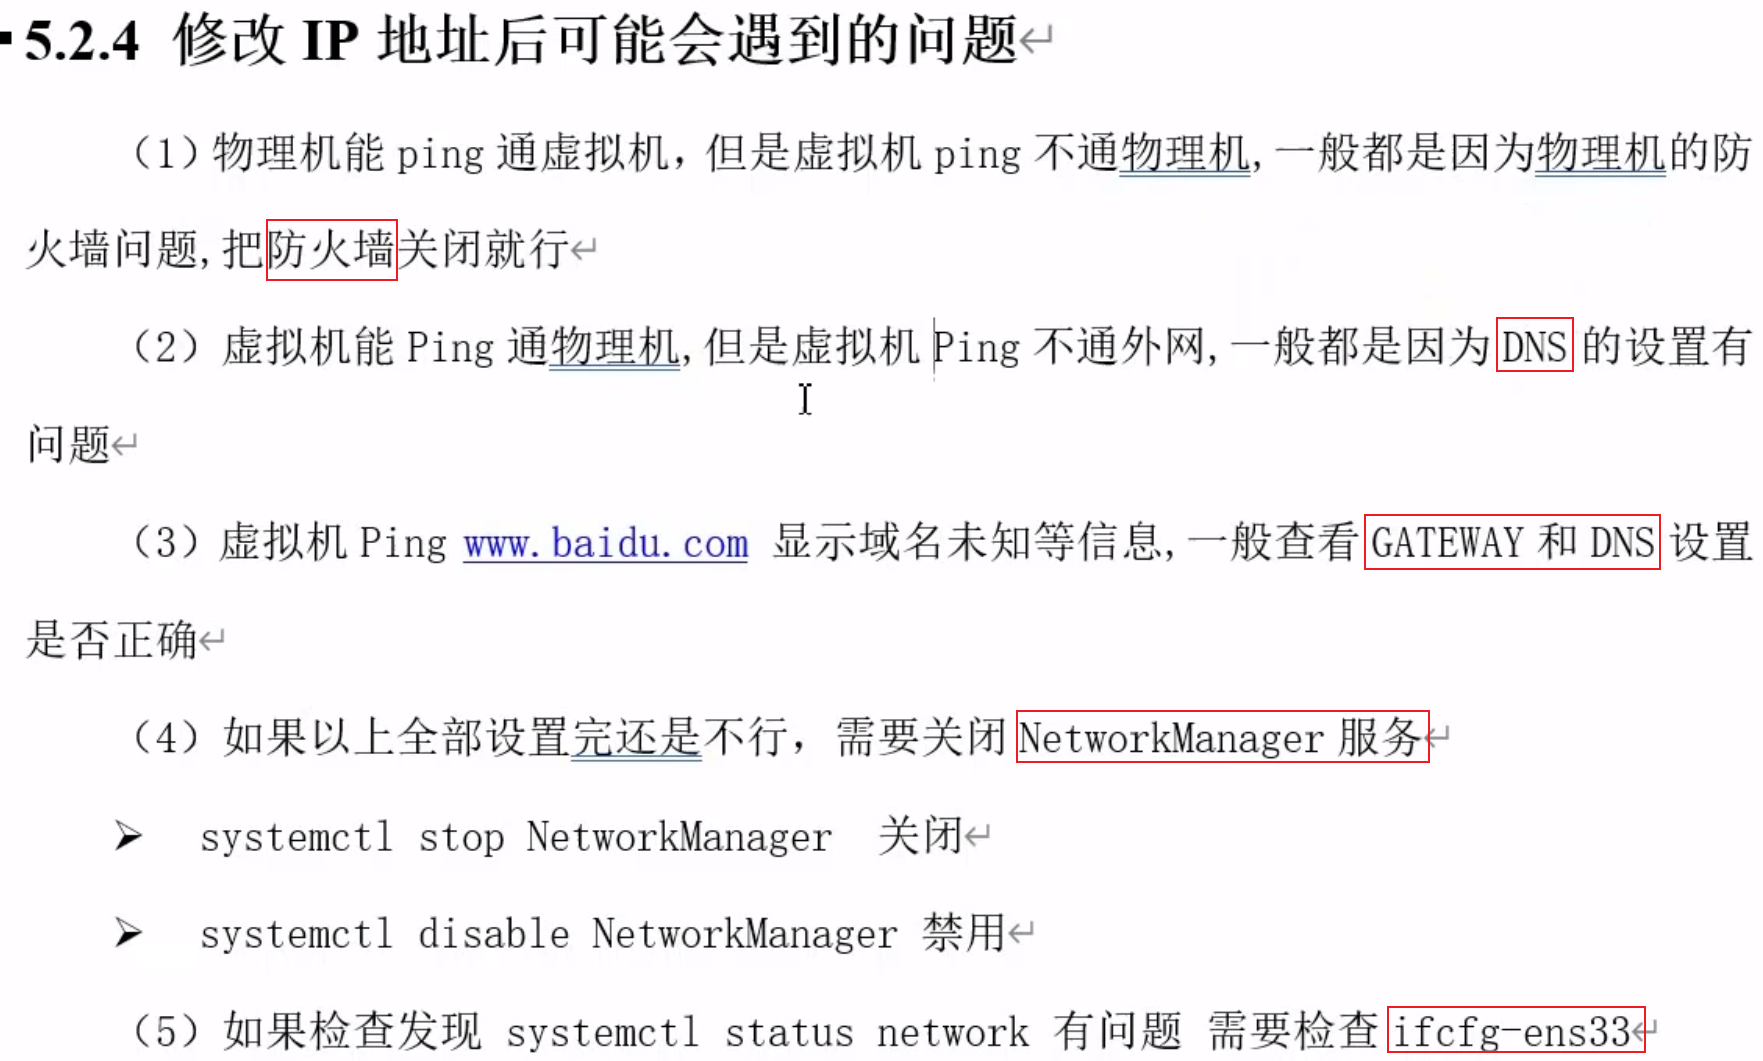 5.2.4 修改 IP 地址后可能会遇到的问题
（1）物理机能 ping 通虚拟机，但是虚拟机 ping 不通物理机,一般都是因为物理机的防
火墙问题,把防火墙关闭就行
（2）虚拟机能 Ping 通物理机,但是虚拟机 Ping 不通外网,一般都是因为 DNS 的设置有
问题
（3）虚拟机 Ping www.baidu.com 显示域名未知等信息,一般查看 GATEWAY 和 DNS 设置
是否正确
（4）如果以上全部设置完还是不行，需要关闭 NetworkManager 服务
➢ systemctl stop NetworkManager 关闭
➢ systemctl disable NetworkManager 禁用
（5）如果检查发现 systemctl status network 有问题 需要检查 ifcfg-ens33